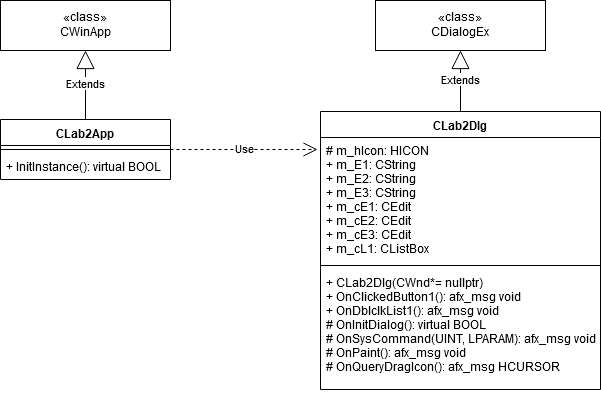 «class»
CWinApp
Extends
CLab2App
+ InitInstance(): virtual BOOL
Use
«class»
CDialogEx
Extends
CLab2Dlg
# m_hIcon: HICON
+ m_E1: CString
+ m_E2: CString
+ m_E3: CString
+ m_cE1: CEdit
+ m_cE2: CEdit
+ m_cE3: CEdit
+ m_cL1: CListBox
+ CLab2Dlg(CWnd*= nullptr)
+ OnClickedButton1(): afx_msg void
+ OnDblclkList1(): afx_msg void
# OnInitDialog(): virtual BOOL
# OnSysCommand(UINT, LPARAM): afx_msg void
# OnPaint(): afx_msg void
# OnQueryDragIcon(): afx_msg HCURSOR